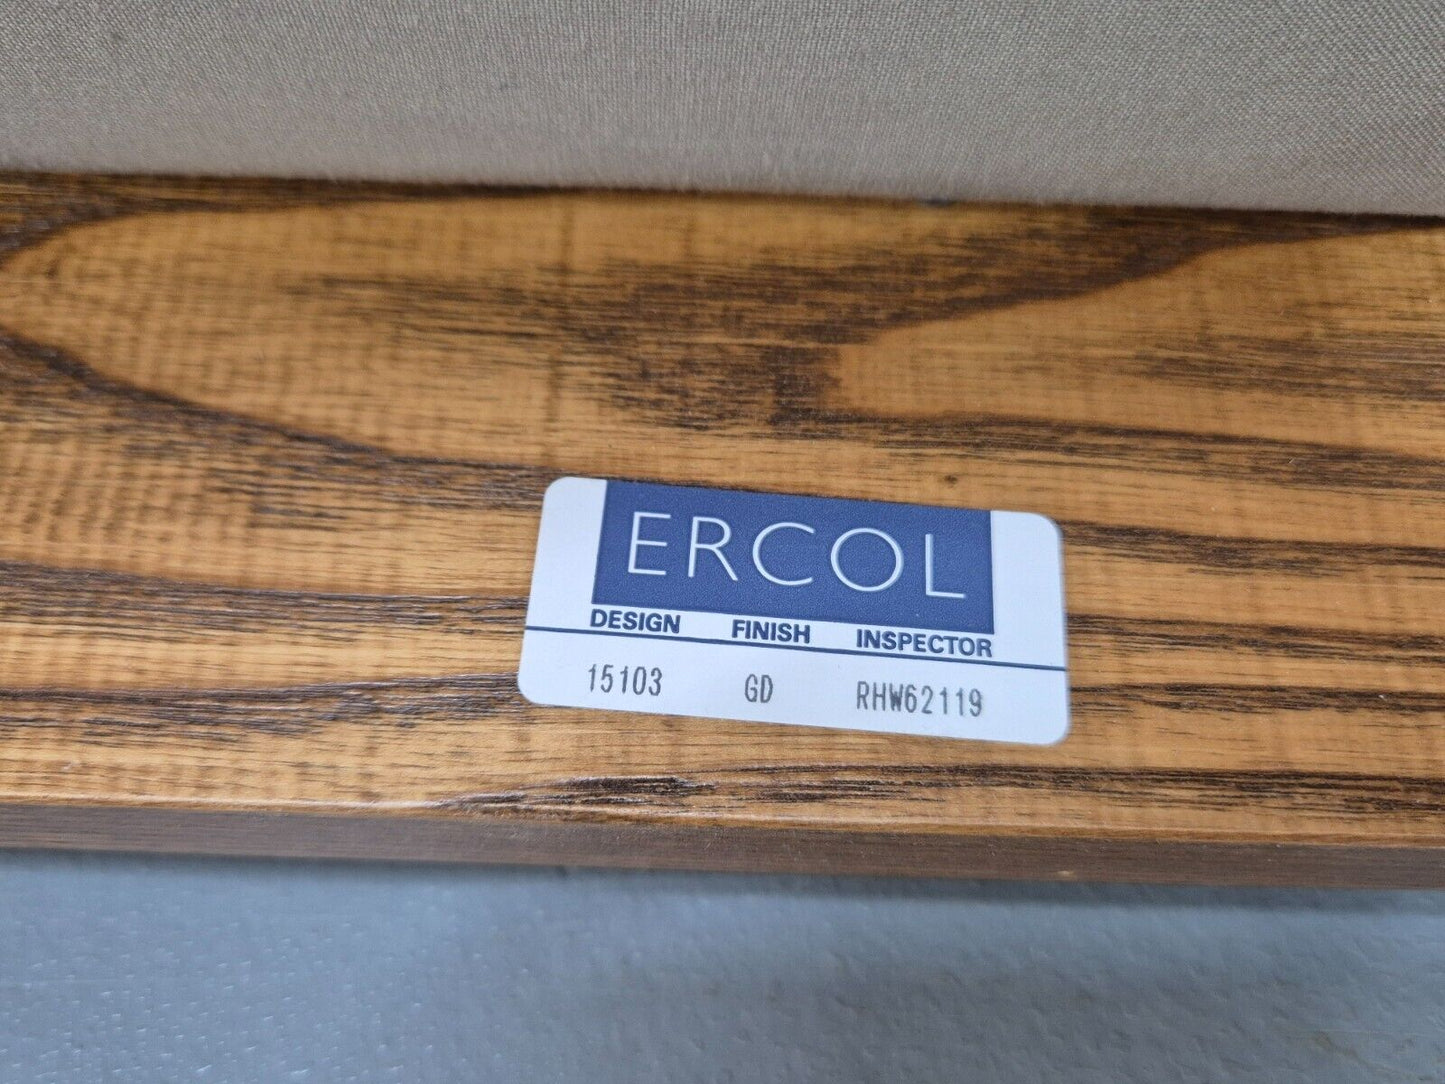 ERCOL
DESIGN FINISH INSPECTOR
15103 GD RHW62119